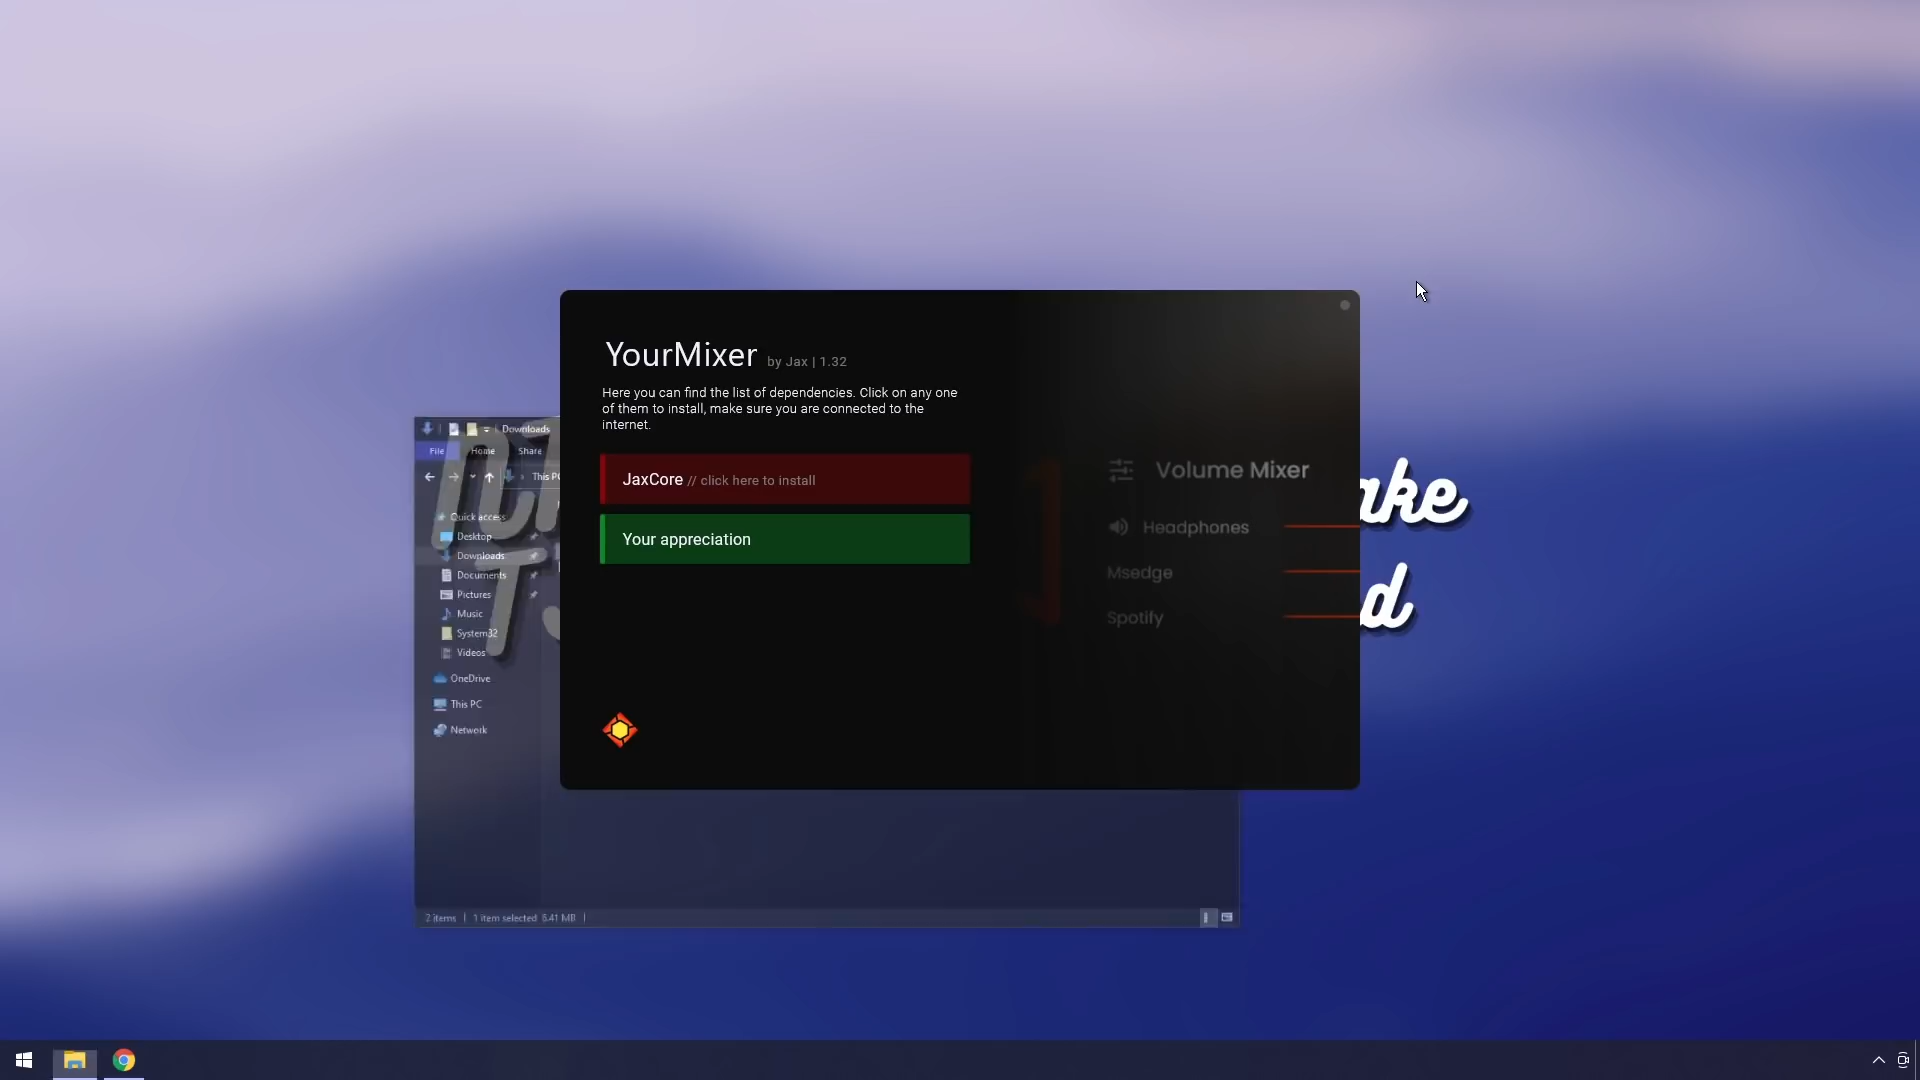 YourMixer by Jax | 1.32
Here you can find the list of dependencies. Click on any one
of them to install, make sure you are connected to the
internet.
JaxCore // click here to install
Your appreciation
Volume Mixer
Headphones
Msedge
Spotify
Downloads
File Home Share
This PC
Quick access
Desktop
Downloads
Documents
Pictures
Music
System32
Videos
OneDrive
This PC
Network
2 items | 1 item selected 6.41 MB |